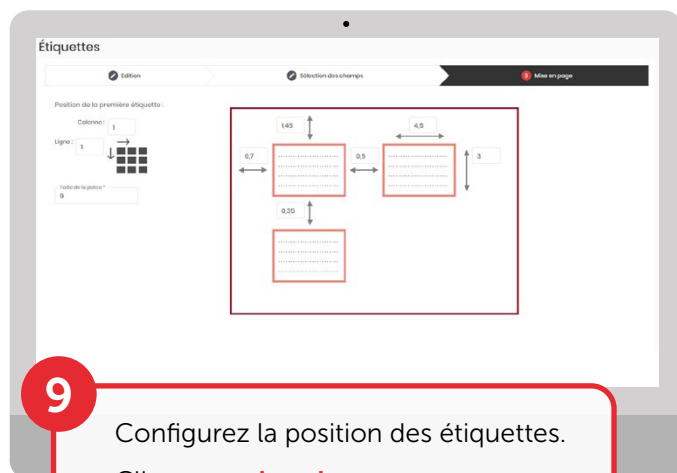 Étiquettes
Edition
Sélection des champs
3 Mise en page
Position de la première étiquette :
Colonne : 1
Ligne : 1
Taille de la police *
9
1,45
4,5
0,7
0,5
3
0,25
9
Configurez la position des étiquettes.